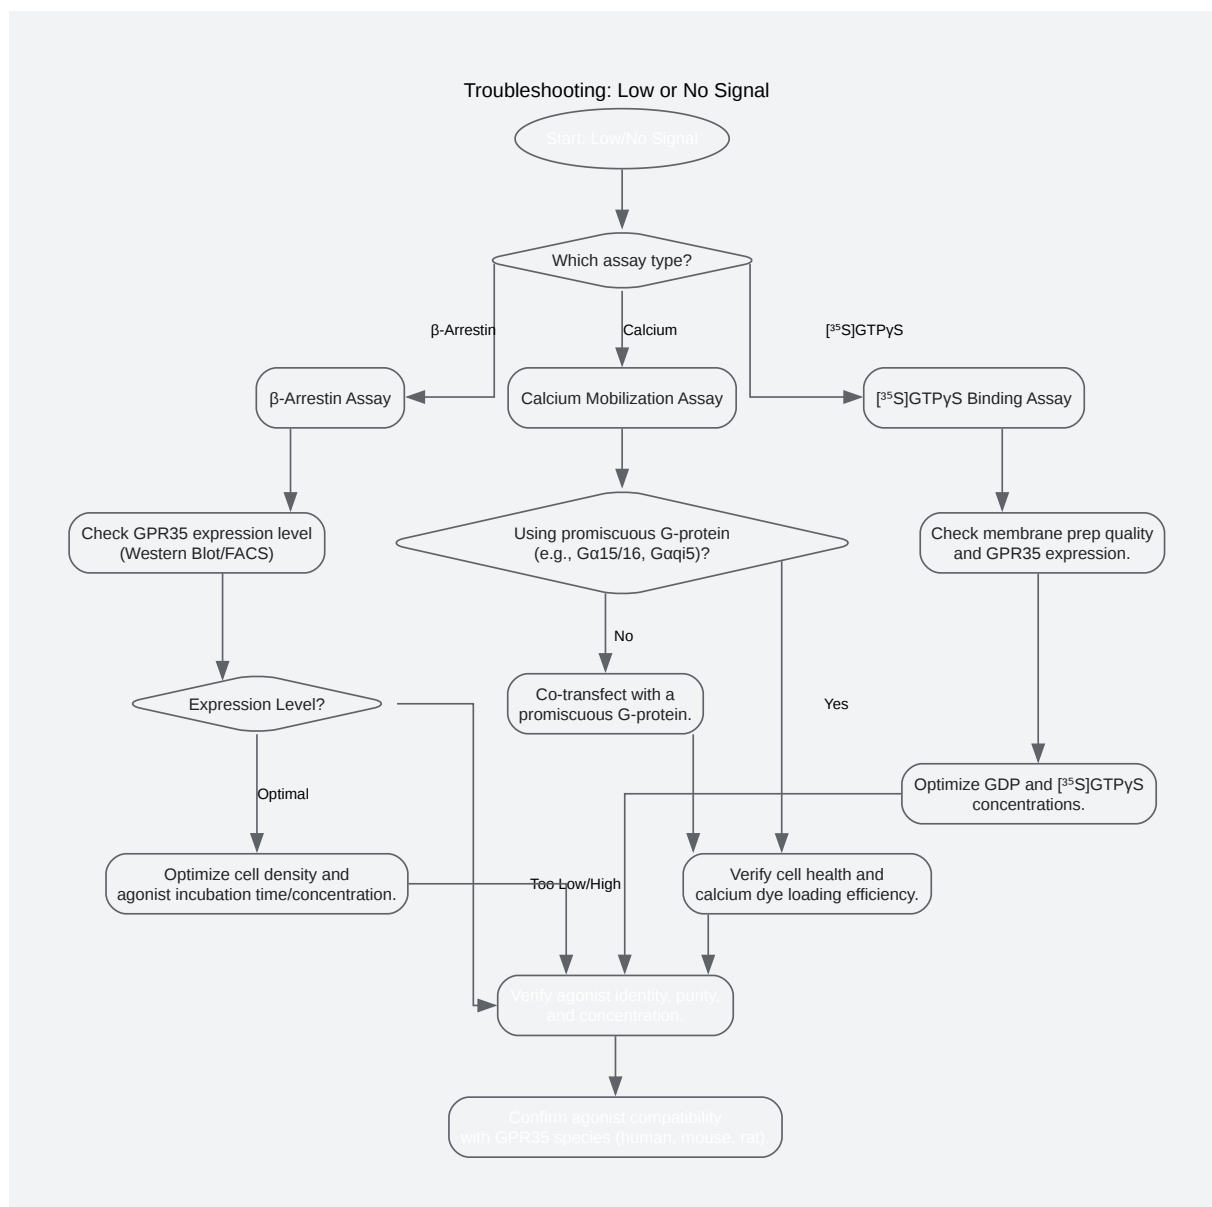 Troubleshooting: Low or No Signal
Start: Low/No Signal
Which assay type?
β-Arrestin
Calcium
[³⁵S]GTPγS
β-Arrestin Assay
Calcium Mobilization Assay
[³⁵S]GTPγS Binding Assay
Check GPR35 expression level
(Western Blot/FACS)
Using promiscuous G-protein
(e.g., Gα15/16, Gαqi5)?
Check membrane prep quality
and GPR35 expression.
No
Expression Level?
Co-transfect with a
promiscuous G-protein.
Yes
Optimal
Optimize GDP and [³⁵S]GTPγS
concentrations.
Optimize cell density and
agonist incubation time/concentration.
Too Low/High
Verify cell health and
calcium dye loading efficiency.
Verify agonist identity, purity,
and concentration.
Confirm agonist compatibility
with GPR35 species (human, mouse, rat).